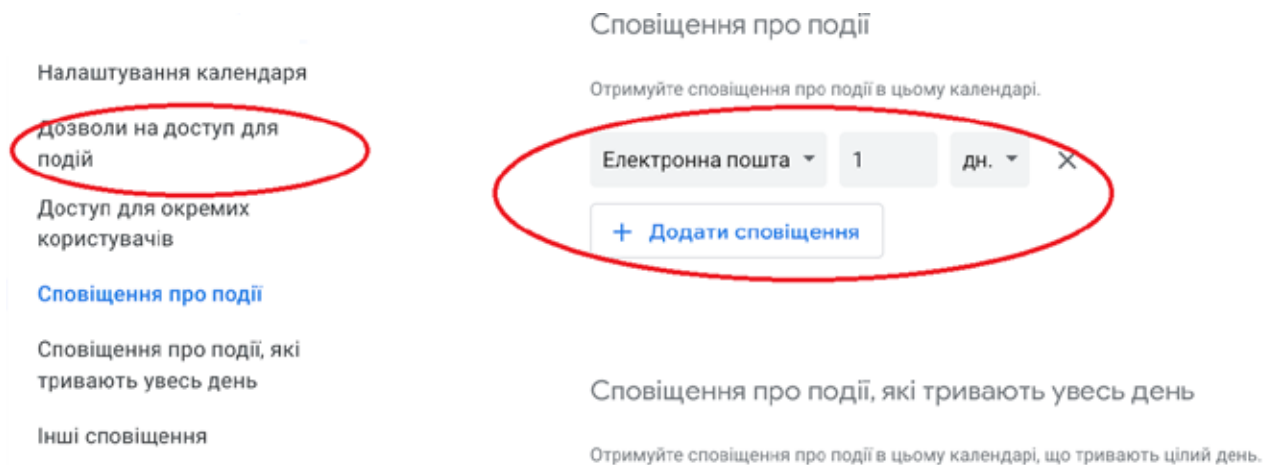 Налаштування календаря
Дозволи на доступ для
подій
Доступ для окремих
користувачів
Сповіщення про події
Сповіщення про події, які
тривають увесь день
Інші сповіщення
Сповіщення про події
Отримуйте сповіщення про події в цьому календарі.
Електронна пошта 1 дн.
+ Додати сповіщення
Сповіщення про події, які тривають увесь день
Отримуйте сповіщення про події в цьому календарі, що тривають цілий день.